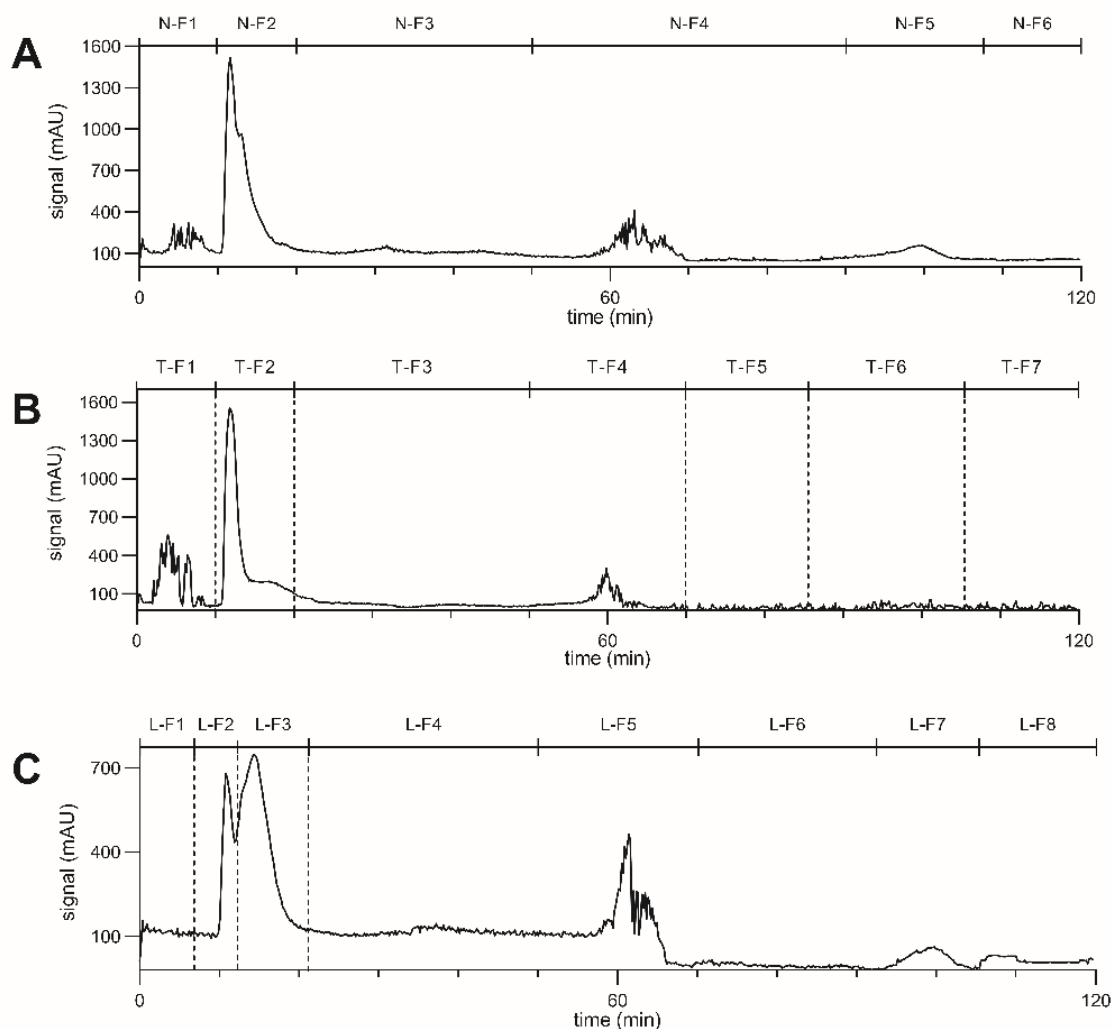 N-F1 N-F2 N-F3 N-F4 N-F5 N-F6
A
1600
1300
1000
700
400
100
signal (mAU)
0 60 120
time (min)
T-F1 T-F2 T-F3 T-F4 T-F5 T-F6 T-F7
B
1600
1300
1000
700
400
100
signal (mAU)
0 60 120
time (min)
L-F1 L-F2 L-F3 L-F4 L-F5 L-F6 L-F7 L-F8
C
700
400
100
signal (mAU)
0 60 120
time (min)